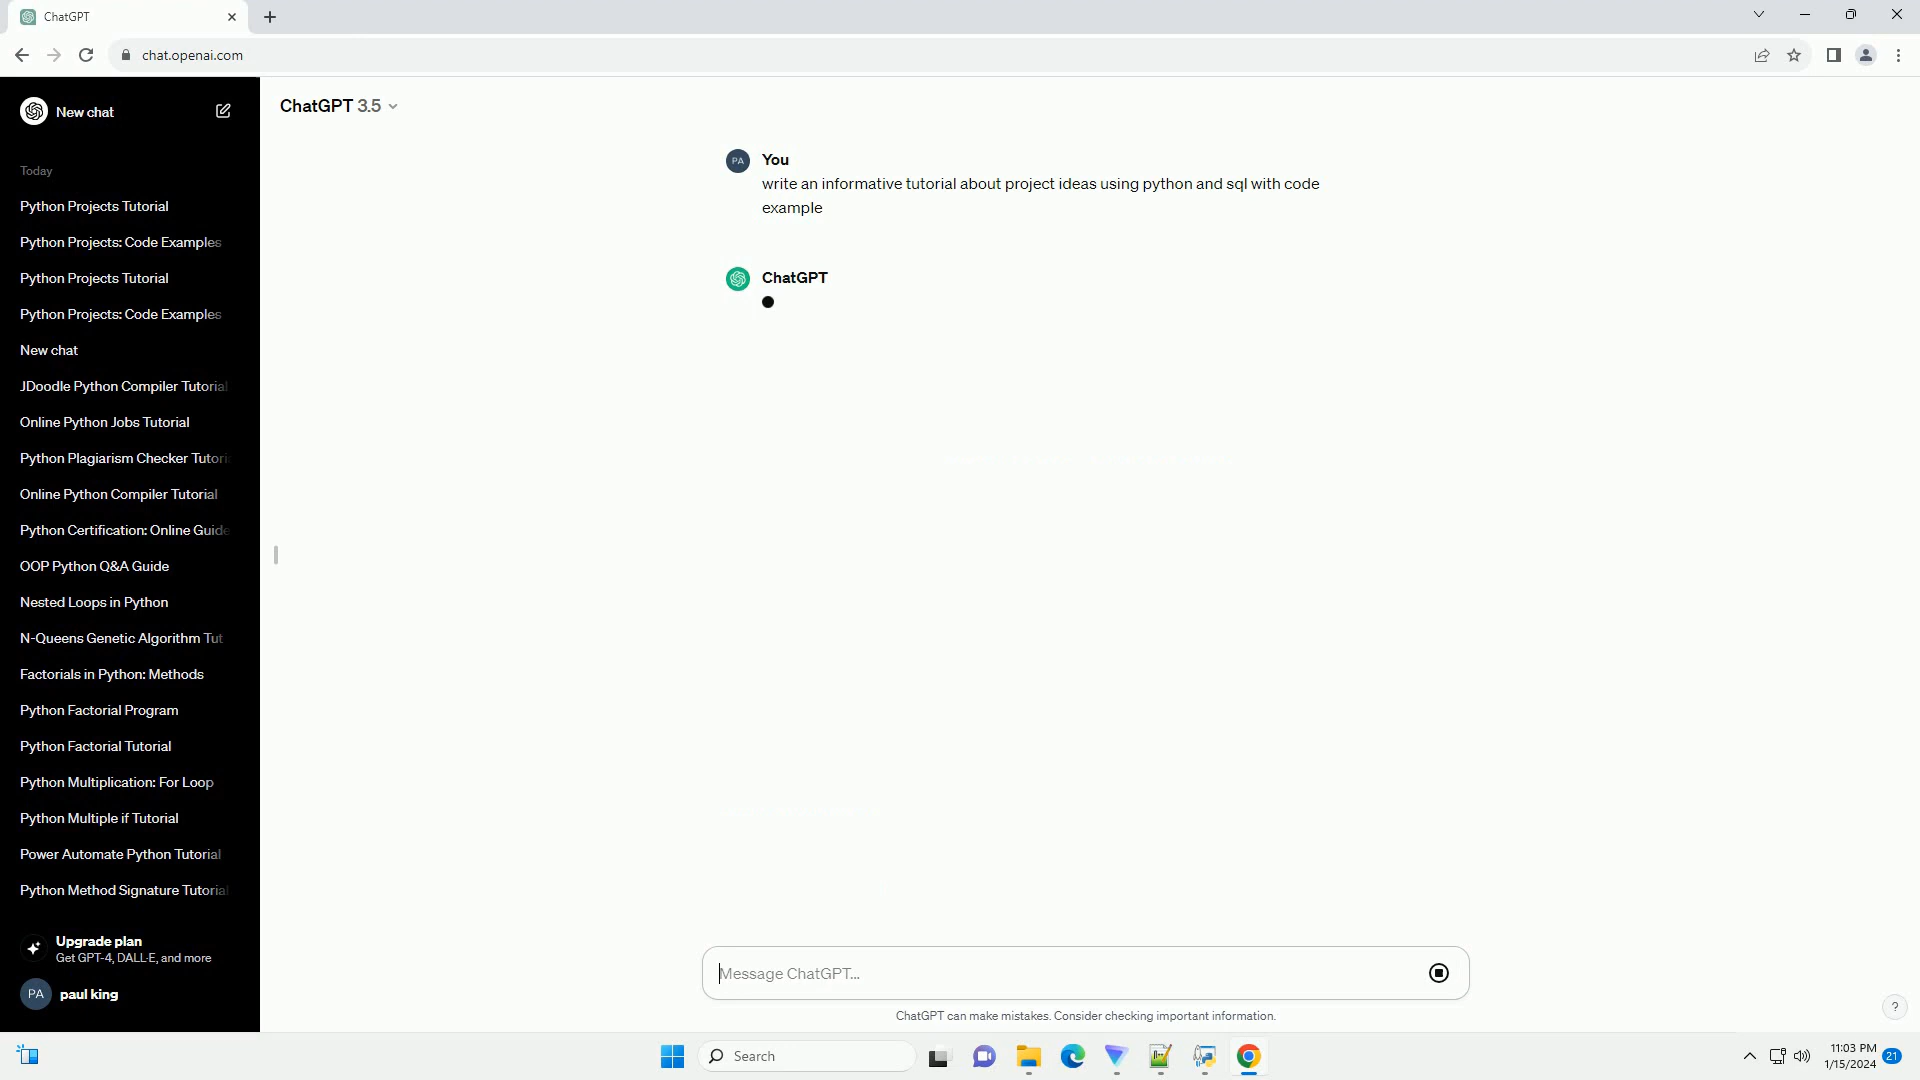 ChatGPT
chat.openai.com
New chat
Today
Python Projects Tutorial
Python Projects: Code Examples
Python Projects Tutorial
Python Projects: Code Examples
New chat
JDoodle Python Compiler Tutorial
Online Python Jobs Tutorial
Python Plagiarism Checker Tutori
Online Python Compiler Tutorial
Python Certification: Online Guide
OOP Python Q&A Guide
Nested Loops in Python
N-Queens Genetic Algorithm Tut
Factorials in Python: Methods
Python Factorial Program
Python Factorial Tutorial
Python Multiplication: For Loop
Python Multiple if Tutorial
Power Automate Python Tutorial
Python Method Signature Tutorial
Upgrade plan
Get GPT-4, DALL·E, and more
PA paul king
ChatGPT 3.5
PA You
write an informative tutorial about project ideas using python and sql with code
example
ChatGPT
Message ChatGPT...
ChatGPT can make mistakes. Consider checking important information.
?
Search
11:03 PM
1/15/2024
21